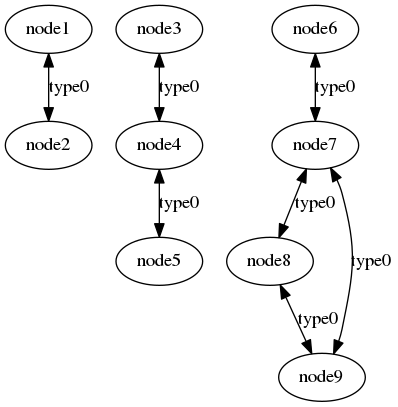 node1 node3 node6
type0 type0 type0
node2 node4 node7
type0 type0
node5 node8 type0
type0
node9